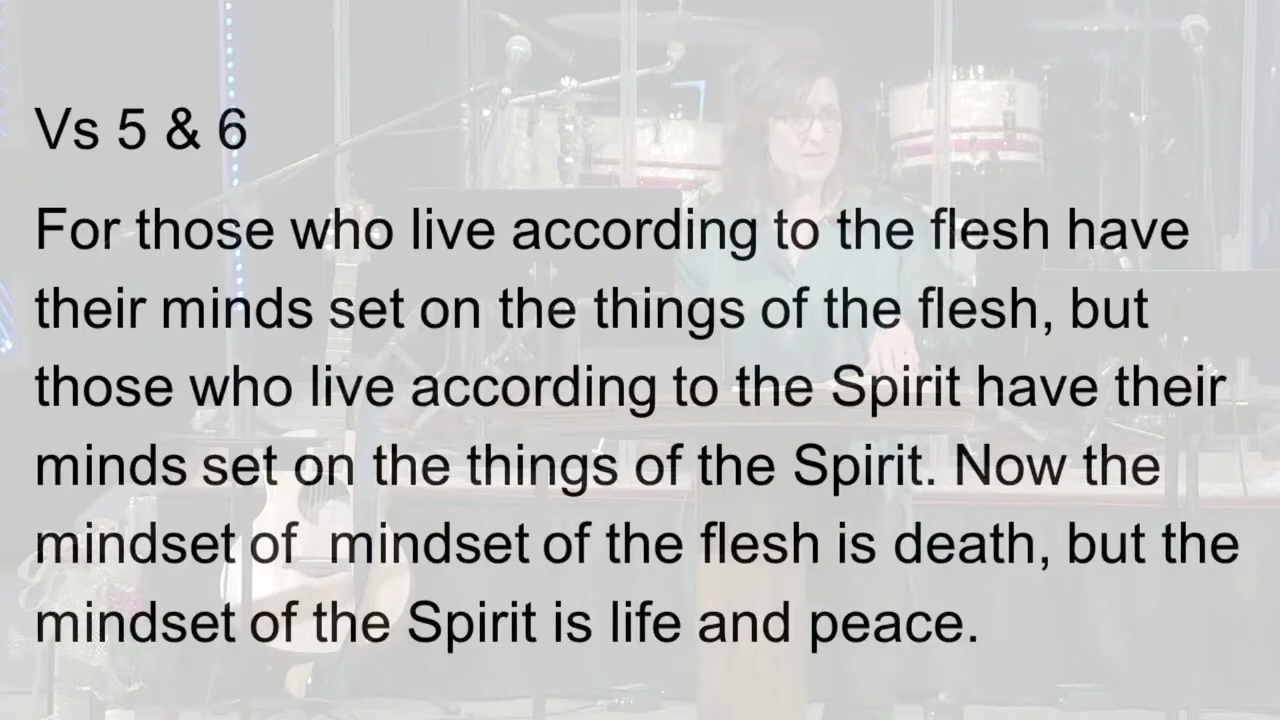 Vs 5 & 6
For those who live according to the flesh have
their minds set on the things of the flesh, but
those who live according to the Spirit have their
minds set on the things of the Spirit. Now the
mindset of  mindset of the flesh is death, but the
mindset of the Spirit is life and peace.